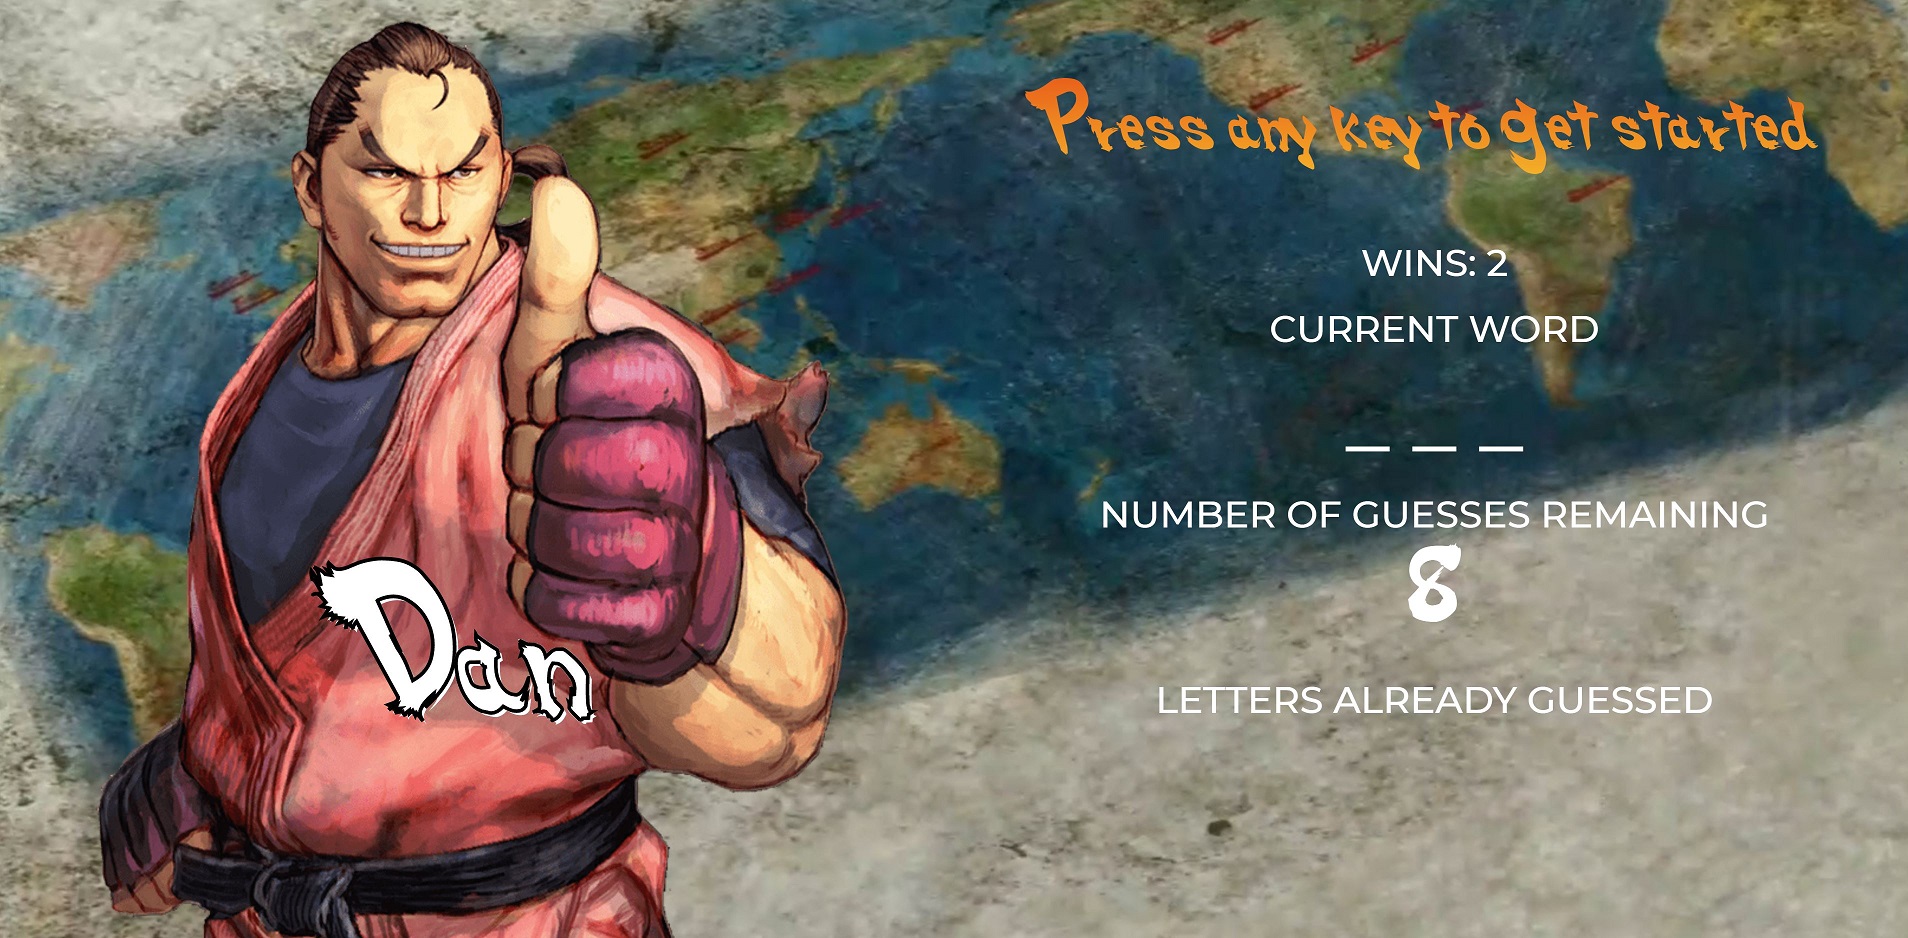 Press any key to get started
WINS: 2
CURRENT WORD
_ _ _
NUMBER OF GUESSES REMAINING
8
LETTERS ALREADY GUESSED
Dan